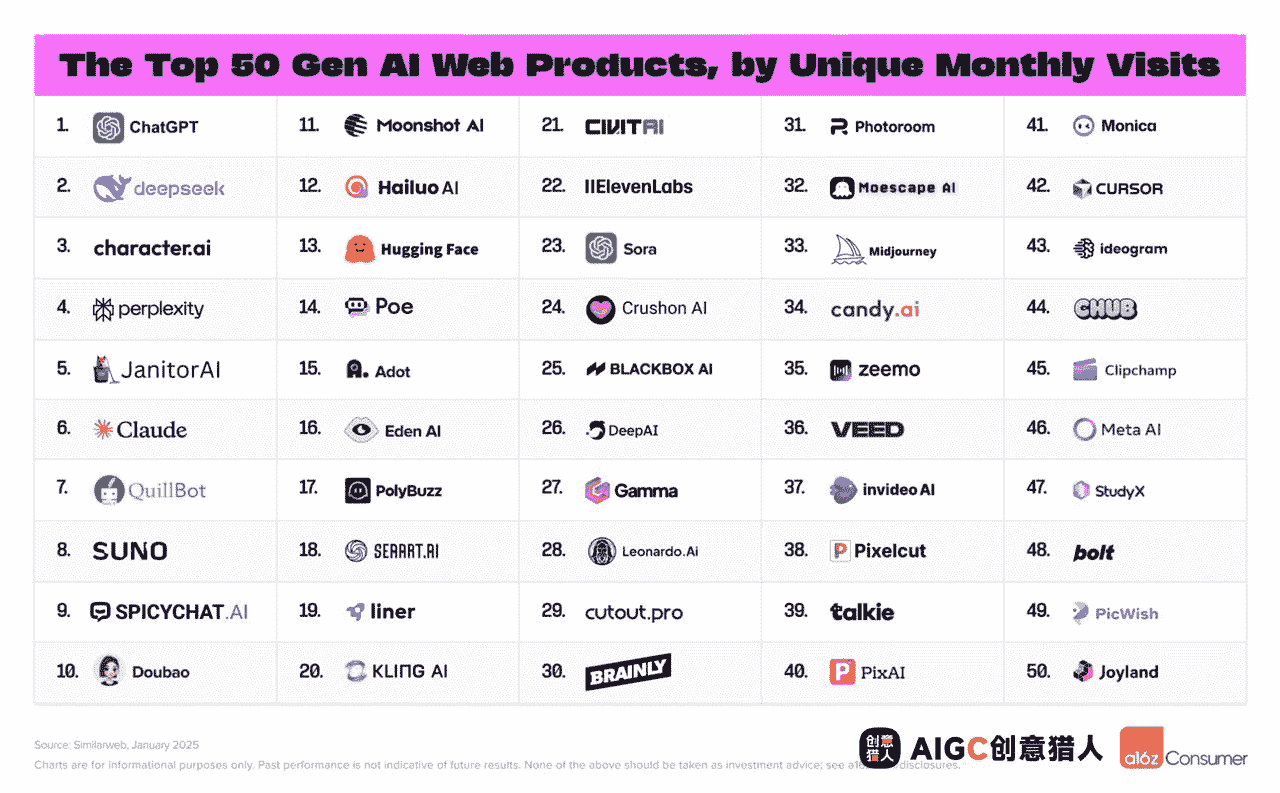 The Top 50 Gen AI Web Products, by Unique Monthly Visits
1. ChatGPT
2. deepseek
3. character.ai
4. perplexity
5. JanitorAI
6. Claude
7. QuillBot
8. SUNO
9. SPICYCHAT.AI
10. Doubao
11. Moonshot AI
12. Hailuo AI
13. Hugging Face
14. Poe
15. Adot
16. Eden AI
17. PolyBuzz
18. SEAART.AI
19. liner
20. KLING AI
21. CIVITAI
22. IIElevenLabs
23. Sora
24. Crushon AI
25. BLACKBOX AI
26. DeepAI
27. Gamma
28. Leonardo.Ai
29. cutout.pro
30. BRAINLY
31. Photoroom
32. Moescape AI
33. Midjourney
34. candy.ai
35. zeemo
36. VEED
37. invideo AI
38. P Pixelcut
39. talkie
40. P PixAI
41. Monica
42. CURSOR
43. ideogram
44. CHUB
45. Clipchamp
46. Meta AI
47. StudyX
48. bolt
49. PicWish
50. Joyland
Source: Similarweb, January 2025
Charts are for informational purposes only. Past performance is not indicative of future results. None of the above should be taken as investment advice; see disclosures.
创意猎人 AIGC创意猎人
a16z Consumer